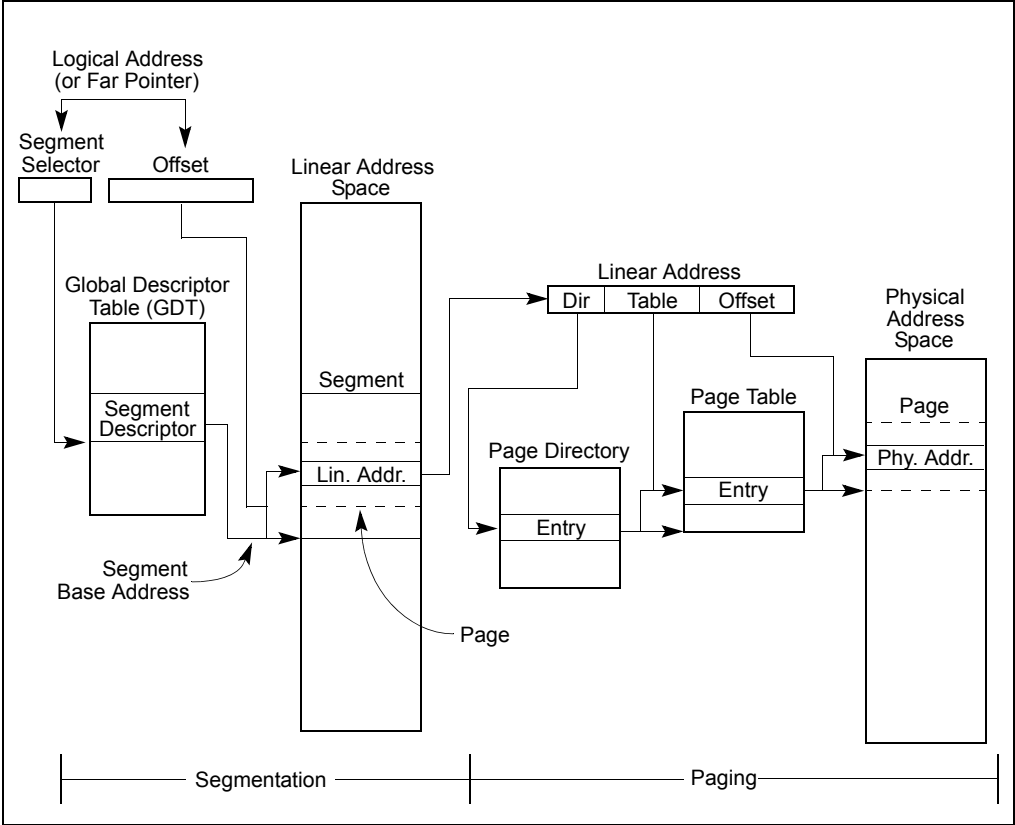 Logical Address
(or Far Pointer)
Segment
Selector
Offset
Linear Address
Space
Global Descriptor
Table (GDT)
Segment
Descriptor
Segment
Lin. Addr.
Segment
Base Address
Page
Linear Address
Dir
Table
Offset
Physical
Address
Space
Page Table
Page
Page Directory
Phy. Addr.
Entry
Entry
Segmentation
Paging